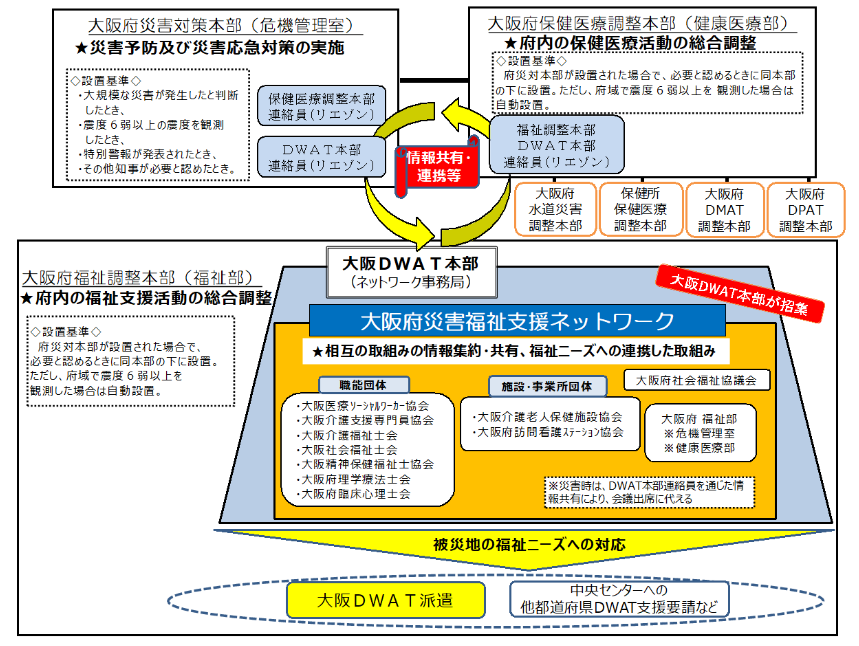 大阪府災害対策本部（危機管理室）
★災害予防及び災害応急対策の実施
◇設置基準◇
・大規模な災害が発生したと判断
したとき、
・震度６弱以上の震度を観測
したとき、
・特別警報が発表されたとき、
・その他知事が必要と認めたとき。
保健医療調整本部
連絡員(リエゾン)
ＤＷＡＴ本部
連絡員(リエゾン)
大阪府保健医療調整本部（健康医療部）
★府内の保健医療活動の総合調整
◇設置基準◇
府災対本部が設置された場合で、必要と認めるときに同本部
の下に設置。ただし、府域で震度６弱以上を 観測した場合は
自動設置。
福祉調整本部
DWAT本部
連絡員(リエゾン)
情報共有・
連携等
大阪府
水道災害
調整本部
保健所
保健医療
調整本部
大阪府
DMAT
調整本部
大阪府
DPAT
調整本部
大阪府福祉調整本部（福祉部）
★府内の福祉支援活動の総合調整
◇設置基準◇
府災対本部が設置された場合で、
必要と認めるときに同本部の下に設置。
ただし、府域で震度６弱以上を
観測した場合は自動設置。
大阪ＤＷＡＴ本部
（ネットワーク事務局）
大阪DWAT本部が招集
大阪府災害福祉支援ネットワーク
★相互の取組みの情報集約・共有、福祉ニーズへの連携した取組み
職能団体
・大阪医療ソーシャルワーカー協会
・大阪介護支援専門員協会
・大阪介護福祉士会
・大阪社会福祉士会
・大阪精神保健福祉士協会
・大阪府理学療法士会
・大阪府臨床心理士会
施設・事業所団体
・大阪介護老人保健施設協会
・大阪府訪問看護ステーション協会
大阪府社会福祉協議会
大阪府 福祉部
※危機管理室
※健康医療部
※災害時は、DWAT本部連絡員を通じた情
報共有により、会議出席に代える
被災地の福祉ニーズへの対応
大阪ＤＷＡＴ派遣
中央センターへの
他都道府県DWAT支援要請など